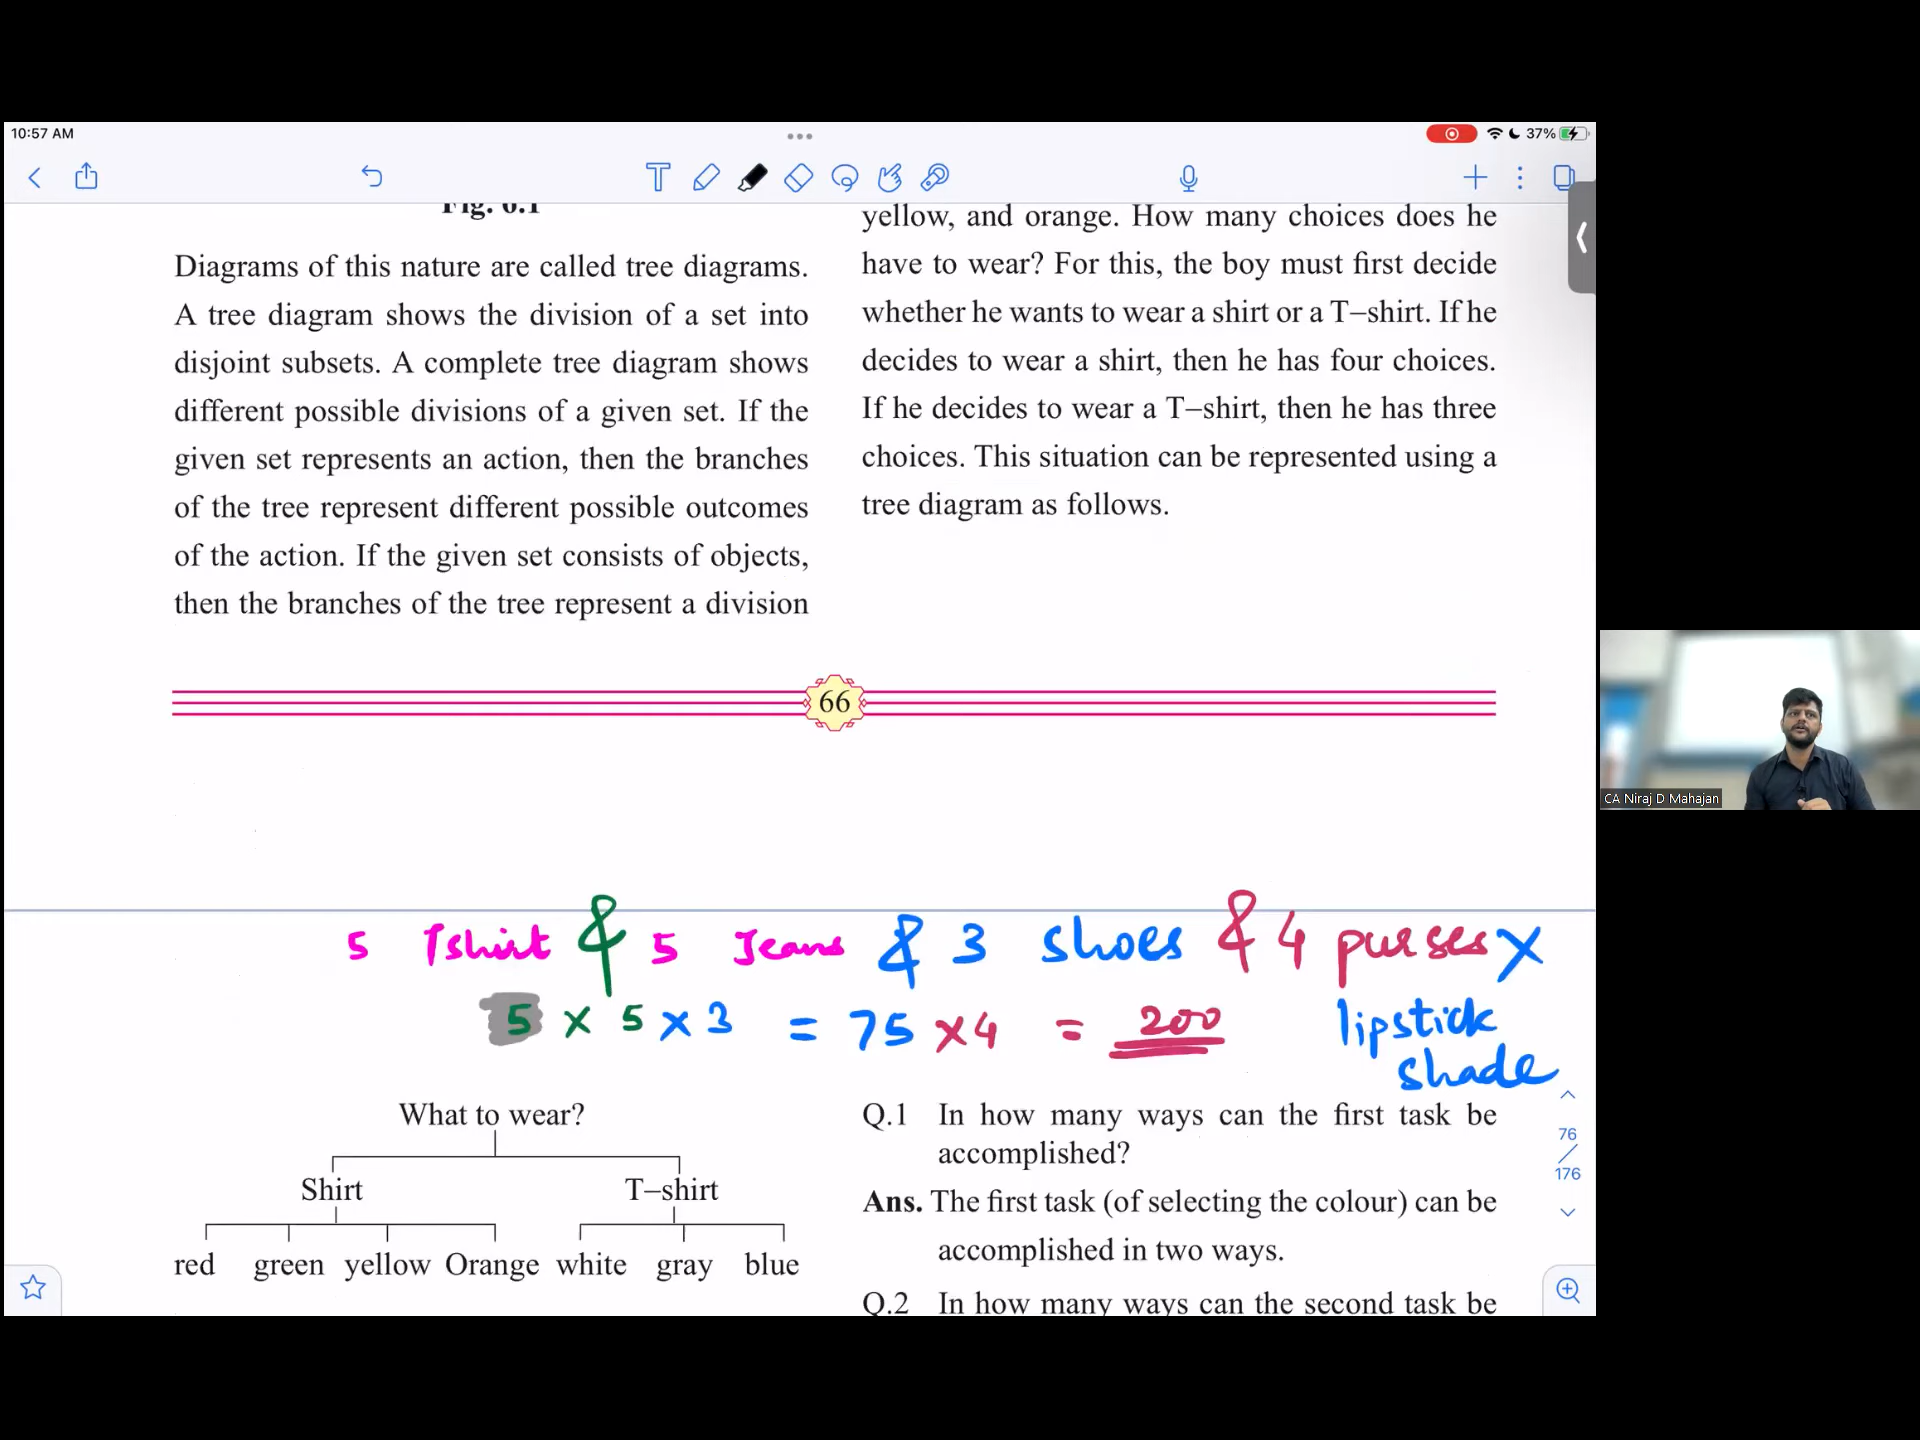 10:57 AM
37%
Fig. 6.1
Diagrams of this nature are called tree diagrams.
A tree diagram shows the division of a set into
disjoint subsets. A complete tree diagram shows
different possible divisions of a given set. If the
given set represents an action, then the branches
of the tree represent different possible outcomes
of the action. If the given set consists of objects,
then the branches of the tree represent a division
yellow, and orange. How many choices does he
have to wear? For this, the boy must first decide
whether he wants to wear a shirt or a T–shirt. If he
decides to wear a shirt, then he has four choices.
If he decides to wear a T–shirt, then he has three
choices. This situation can be represented using a
tree diagram as follows.
66
CA Niraj D Mahajan
5 Tshirt & 5 Jeans & 3 shoes & 4 purses X
5 x 5 x 3 = 75 x 4 = 200
lipstick
shade
What to wear?
Shirt T–shirt
red green yellow Orange white gray blue
Q.1 In how many ways can the first task be
accomplished?
Ans. The first task (of selecting the colour) can be
accomplished in two ways.
Q.2 In how many ways can the second task be
76
176